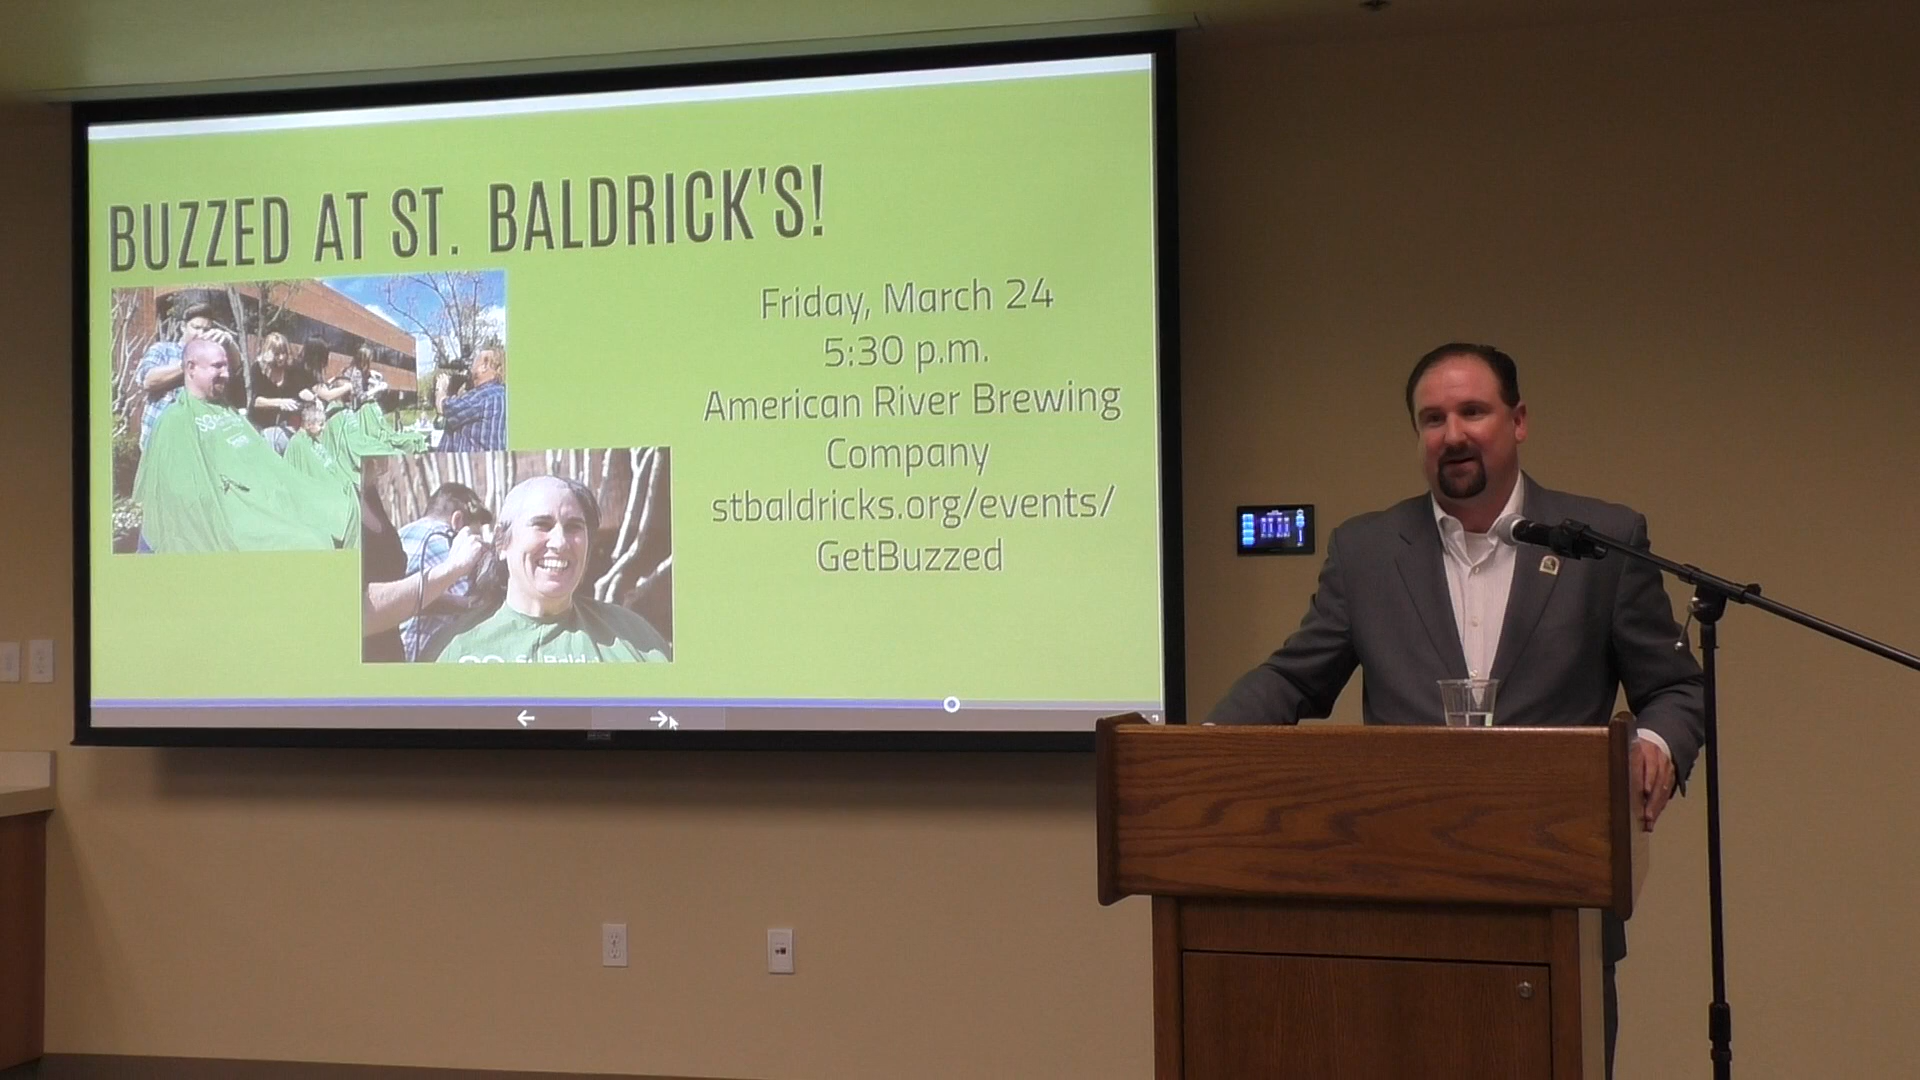 BUZZED AT ST. BALDRICK'S!
Friday, March 24
5:30 p.m.
American River Brewing
Company
stbaldricks.org/events/
GetBuzzed